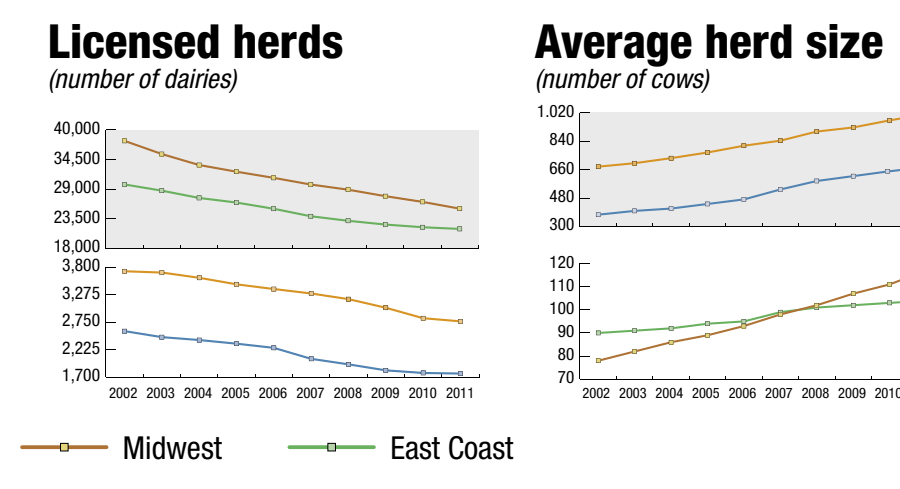 Licensed herds
(number of dairies)
40,000
34,500
29,000
23,500
18,000
3,800
3,275
2,750
2,225
1,700
2002 2003 2004 2005 2006 2007 2008 2009 2010 2011
Average herd size
(number of cows)
1.020
840
660
480
300
120
110
100
90
80
70
2002 2003 2004 2005 2006 2007 2008 2009 2010
Midwest
East Coast